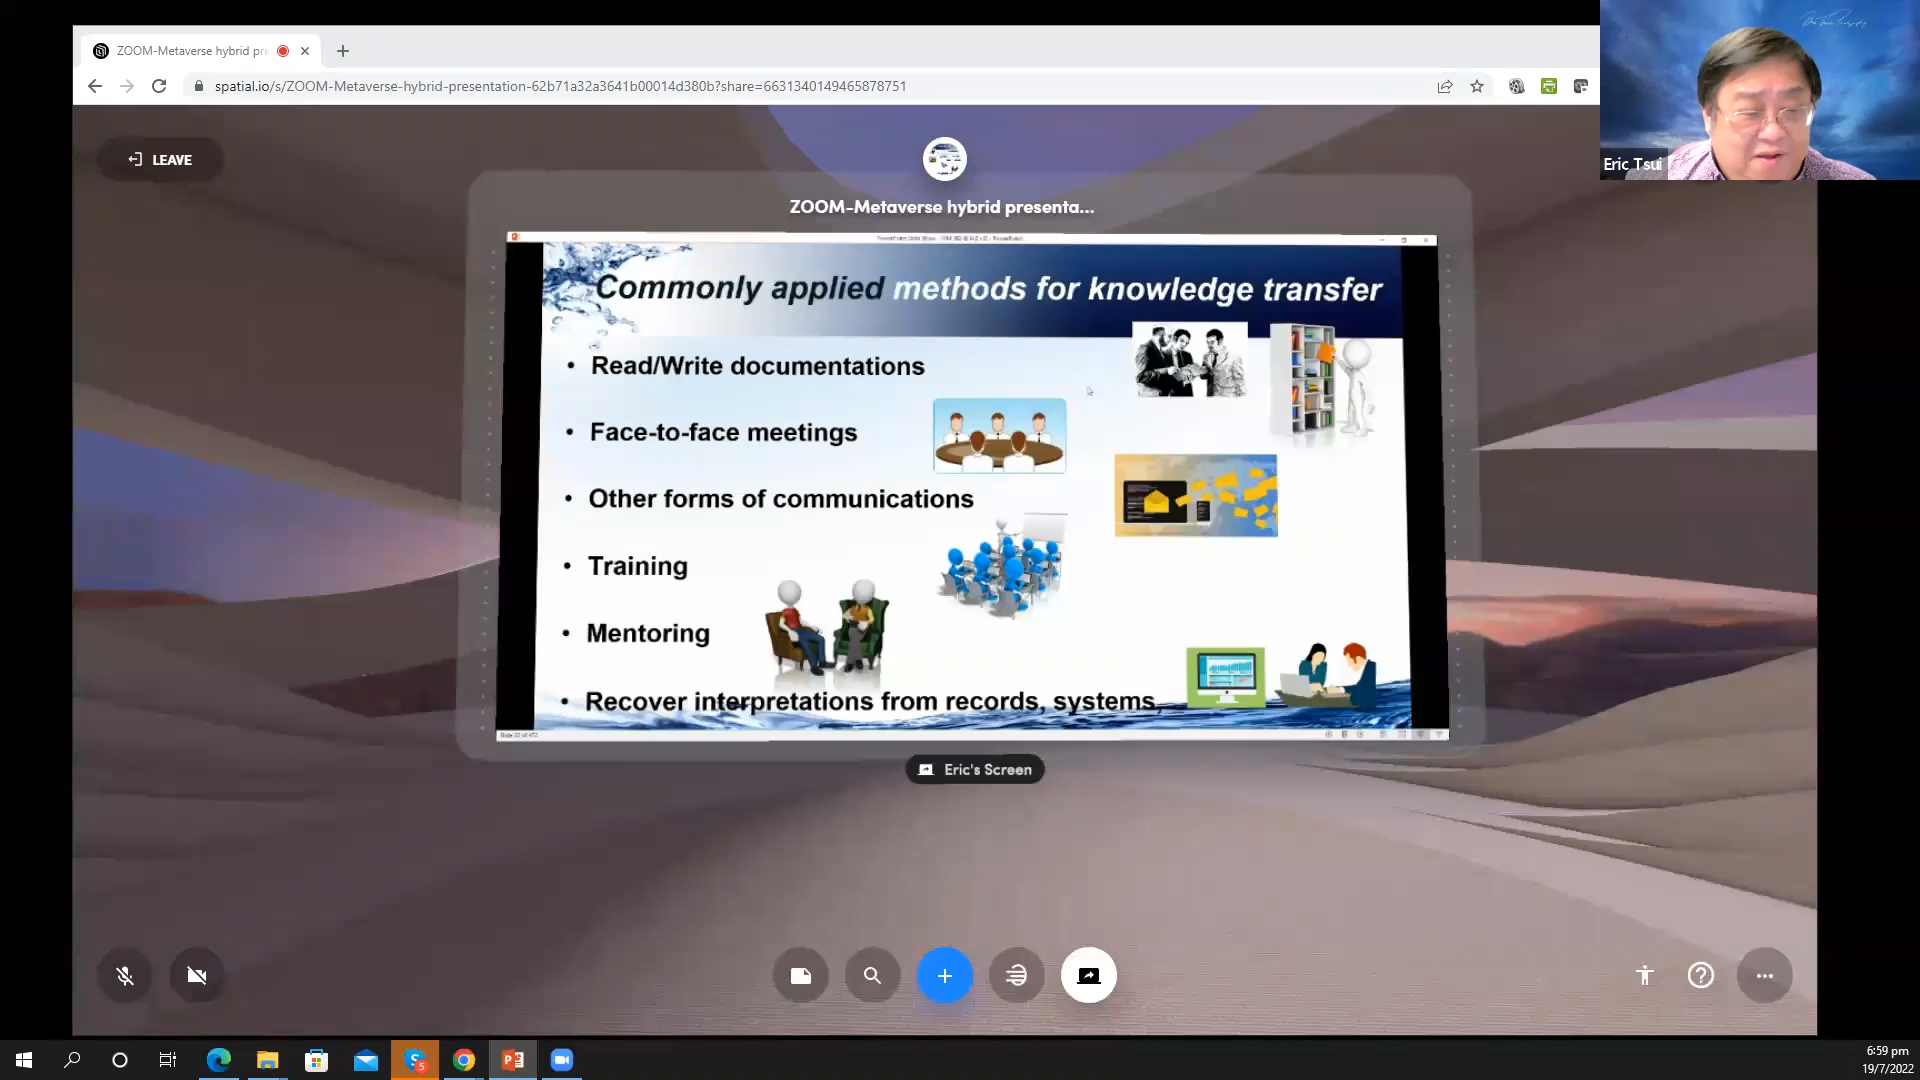 ZOOM-Metaverse hybrid pre
spatial.io/s/ZOOM-Metaverse-hybrid-presentation-62b71a32a3641b00014d380b?share=6631340149465878751
Eric Tsui
LEAVE
ZOOM-Metaverse hybrid presenta...
Commonly applied methods for knowledge transfer
• Read/Write documentations
• Face-to-face meetings
• Other forms of communications
• Training
• Mentoring
• Recover interpretations from records, systems,
Eric's Screen
6:59 pm
19/7/2022